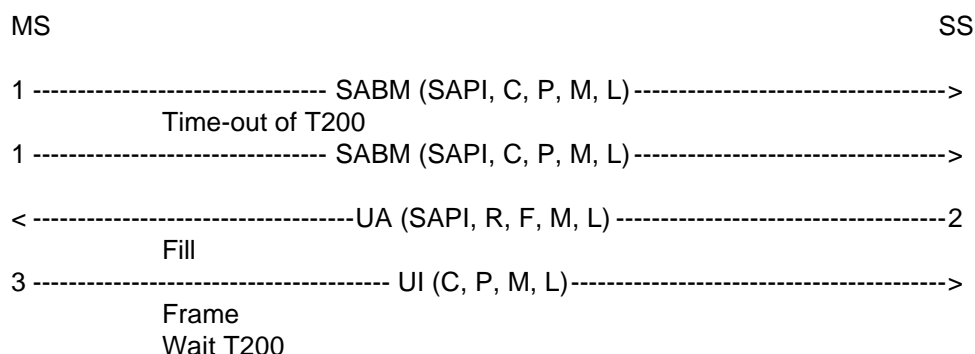 MS SS
1 --------------------------------- SABM (SAPI, C, P, M, L)----------------------------------->
Time-out of T200
1 --------------------------------- SABM (SAPI, C, P, M, L)----------------------------------->
< ------------------------------------UA (SAPI, R, F, M, L) -------------------------------------2
Fill
3 ---------------------------------------- UI (C, P, M, L)------------------------------------------>
Frame
Wait T200